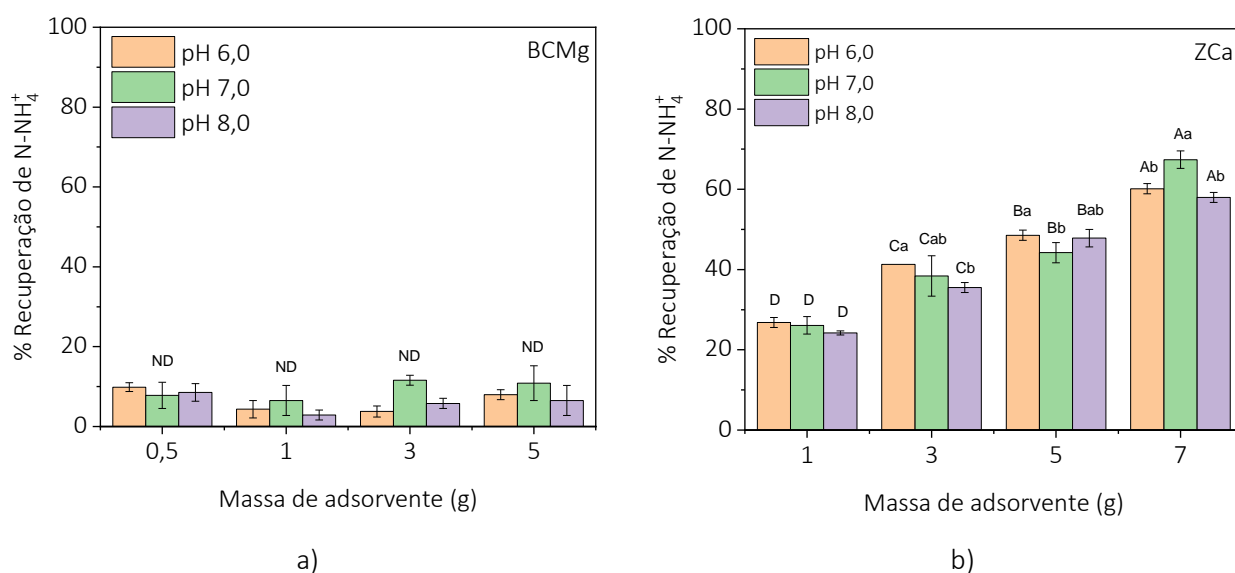 % Recuperação de N-NH₄⁺
100
80
60
40
20
0
pH 6,0
pH 7,0
pH 8,0
BCMg
ND
ND
ND
ND
0,5
1
3
5
Massa de adsorvente (g)
a)
% Recuperação de N-NH₄⁺
100
80
60
40
20
0
pH 6,0
pH 7,0
pH 8,0
ZCa
D
D
D
Ca
Cab
Cb
Ba
Bb
Bab
Ab
Aa
Ab
1
3
5
7
Massa de adsorvente (g)
b)